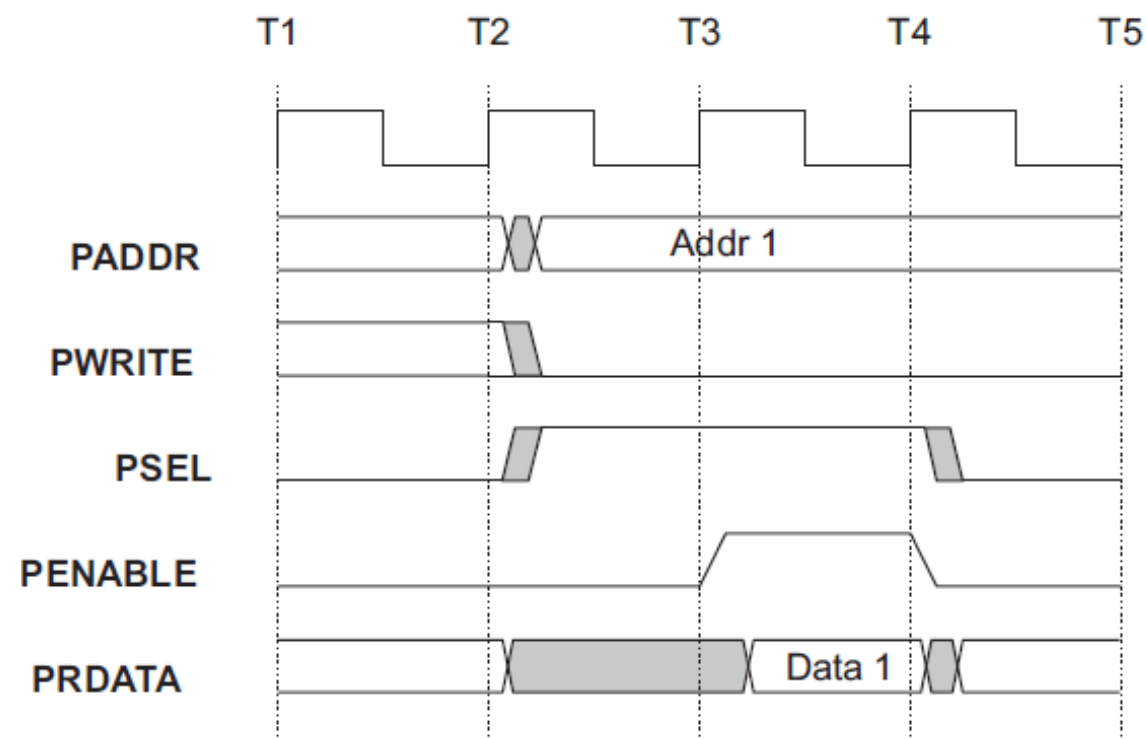 T1 T2 T3 T4 T5
PADDR Addr 1
PWRITE
PSEL
PENABLE
PRDATA Data 1